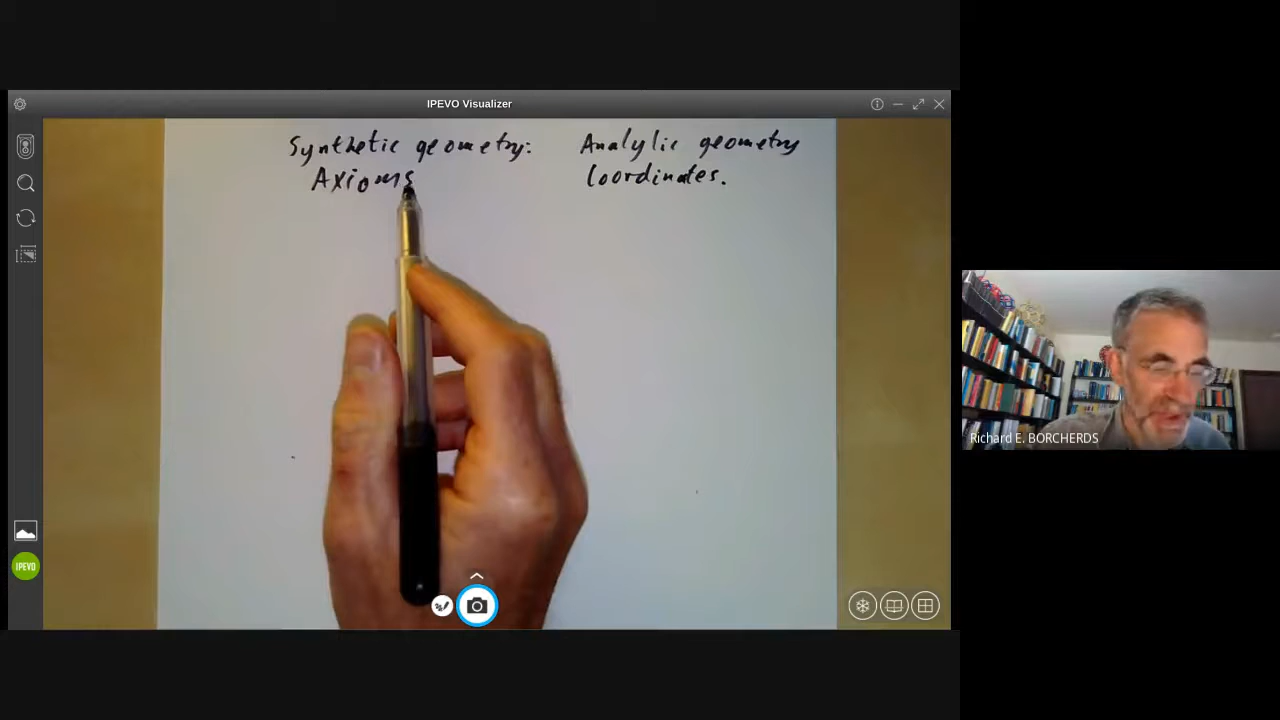 IPEVO Visualizer
Synthetic geometry: Analytic geometry
Axioms Coordinates.
Richard E. BORCHERDS
IPEVO